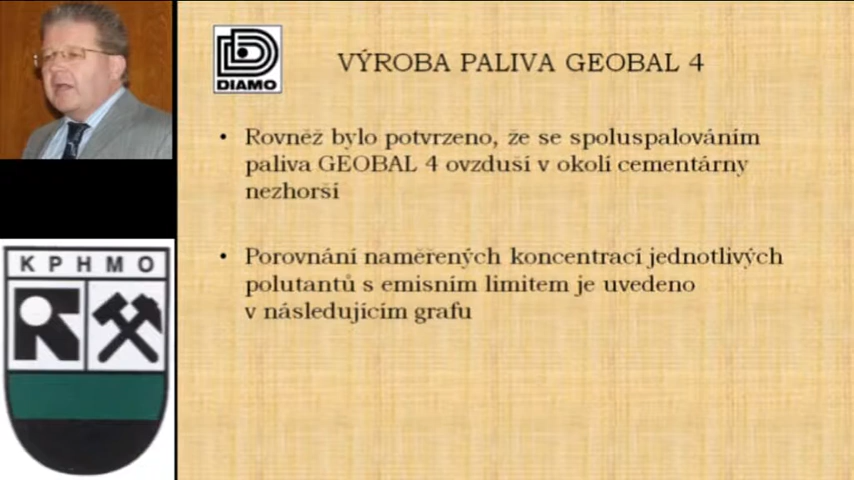 DIAMO
VÝROBA PALIVA GEOBAL 4
• Rovněž bylo potvrzeno, že se spoluspalováním
paliva GEOBAL 4 ovzduší v okolí cementárny
nezhorší
• Porovnání naměřených koncentrací jednotlivých
polutantů s emisním limitem je uvedeno
v následujícím grafu
K P H M O